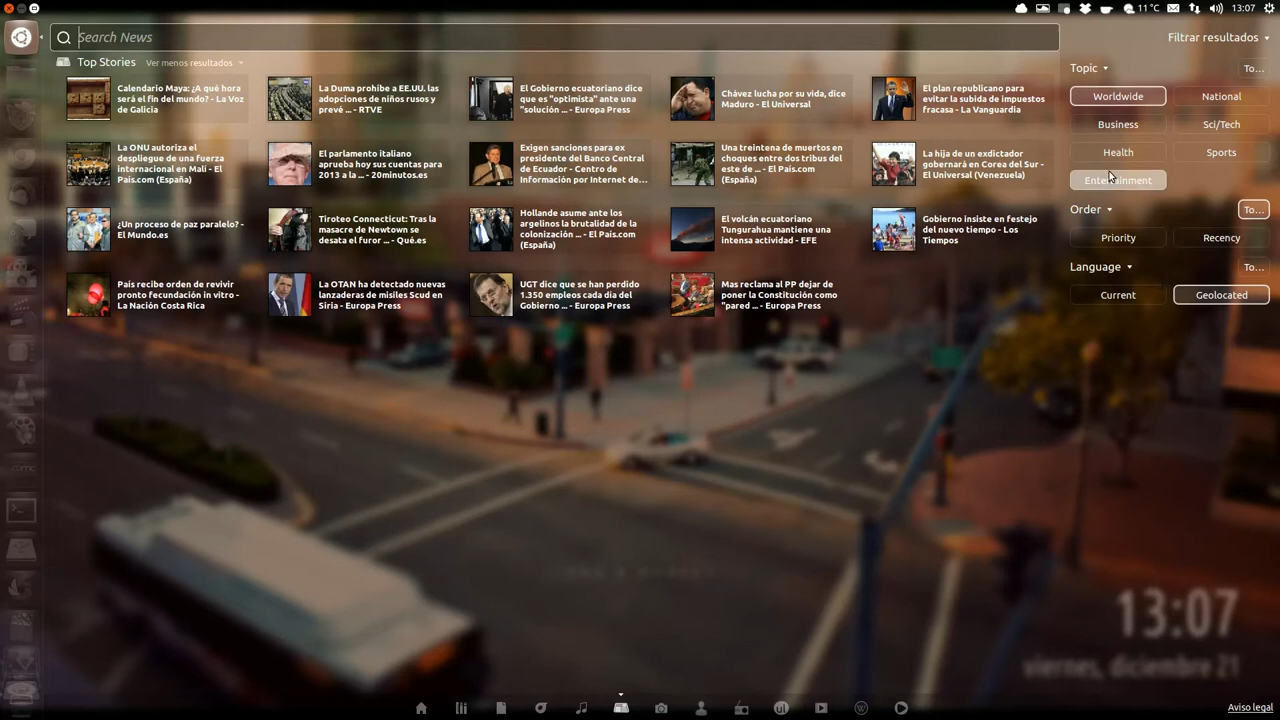 11 °C
13:07
Search News
Filtrar resultados
Top Stories
Ver menos resultados
Calendario Maya: ¿A qué hora
será el fin del mundo? - La Voz
de Galicia
La Duma prohíbe a EE.UU. las
adopciones de niños rusos y
prevé ... - RTVE
El Gobierno ecuatoriano dice
que es "optimista" ante una
"solución ... - Europa Press
Chávez lucha por su vida, dice
Maduro - El Universal
El plan republicano para
evitar la subida de impuestos
fracasa - La Vanguardia
La ONU autoriza el
despliegue de una fuerza
internacional en Mali - El
País.com (España)
El parlamento italiano
aprueba hoy sus cuentas para
2013 a la ... - 20minutos.es
Exigen sanciones para ex
presidente del Banco Central
de Ecuador - Centro de
Información por Internet de...
Una treintena de muertos en
choques entre dos tribus del
este de ... - El País.com
(España)
La hija de un exdictador
gobernará en Corea del Sur -
El Universal (Venezuela)
¿Un proceso de paz paralelo? -
El Mundo.es
Tiroteo Connecticut: Tras la
masacre de Newtown se
desata el furor ... - Qué.es
Hollande asume ante los
argelinos la brutalidad de la
colonización ... - El País.com
(España)
El volcán ecuatoriano
Tungurahua mantiene una
intensa actividad - EFE
Gobierno insiste en festejo
del nuevo tiempo - Los
Tiempos
País recibe orden de revivir
pronto fecundación in vitro -
La Nación Costa Rica
La OTAN ha detectado nuevas
lanzaderas de misiles Scud en
Siria - Europa Press
UGT dice que se han perdido
1.350 empleos cada día del
Gobierno ... - Europa Press
Mas reclama al PP dejar de
poner la Constitución como
"pared ... - Europa Press
Topic
To...
Worldwide
National
Business
Sci/Tech
Health
Sports
Entertainment
Order
To...
Priority
Recency
Language
To...
Current
Geolocated
13:07
viernes, diciembre 21
Aviso legal